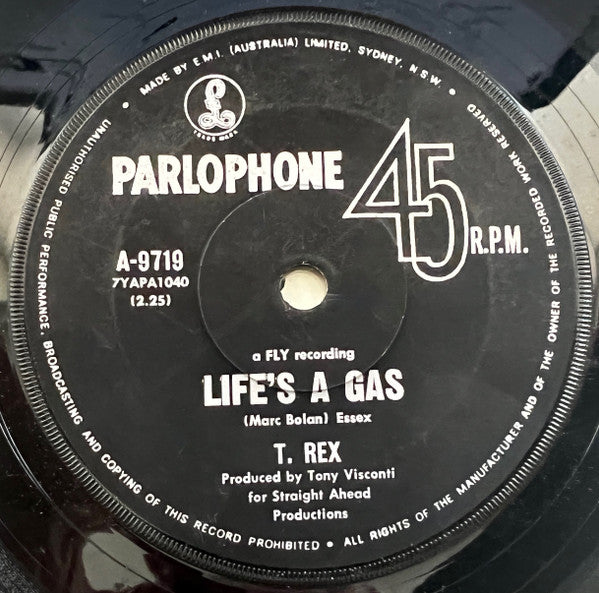 • MADE BY E.M.I. (AUSTRALIA) LIMITED, SYDNEY, N.S.W. •
TRADE MARK
PARLOPHONE
45 R.P.M.
A-9719
7YAPA1040
(2.25)
a FLY recording
LIFE'S A GAS
(Marc Bolan) Essex
T. REX
Produced by Tony Visconti
for Straight Ahead
Productions
UNAUTHORISED PUBLIC PERFORMANCE, BROADCASTING AND COPYING OF THIS RECORD PROHIBITED • ALL RIGHTS OF THE MANUFACTURER AND OF THE OWNER OF THE RECORDED WORK RESERVED